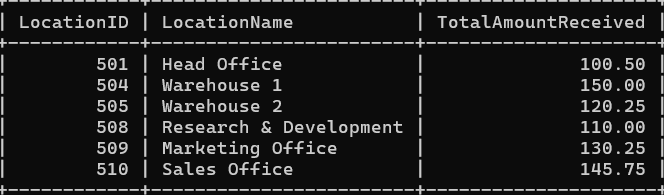 LocationID | LocationName | TotalAmountReceived
501 | Head Office | 100.50
504 | Warehouse 1 | 150.00
505 | Warehouse 2 | 120.25
508 | Research & Development | 110.00
509 | Marketing Office | 130.25
510 | Sales Office | 145.75